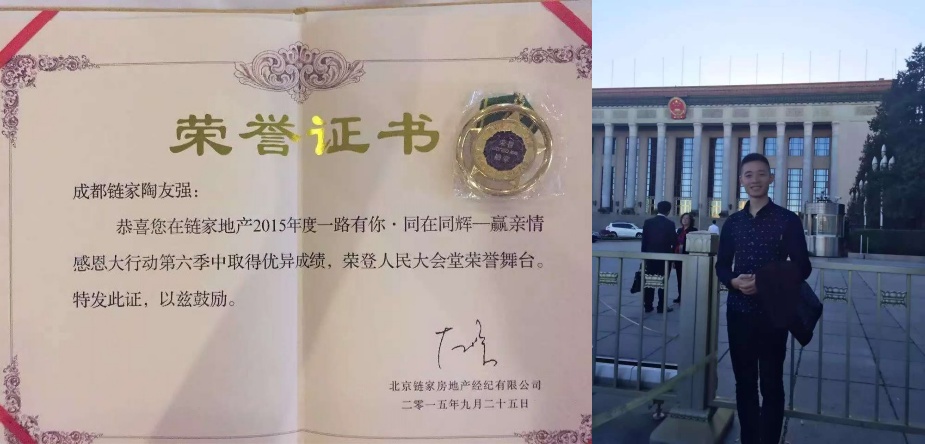 荣誉证书
成都链家陶友强:
恭喜您在链家地产2015年度一路有你·同在同辉—赢亲情
感恩大行动第六季中取得优异成绩，荣登人民大会堂荣誉舞台。
特发此证，以兹鼓励。
北京链家房地产经纪有限公司
二零一五年九月二十五日